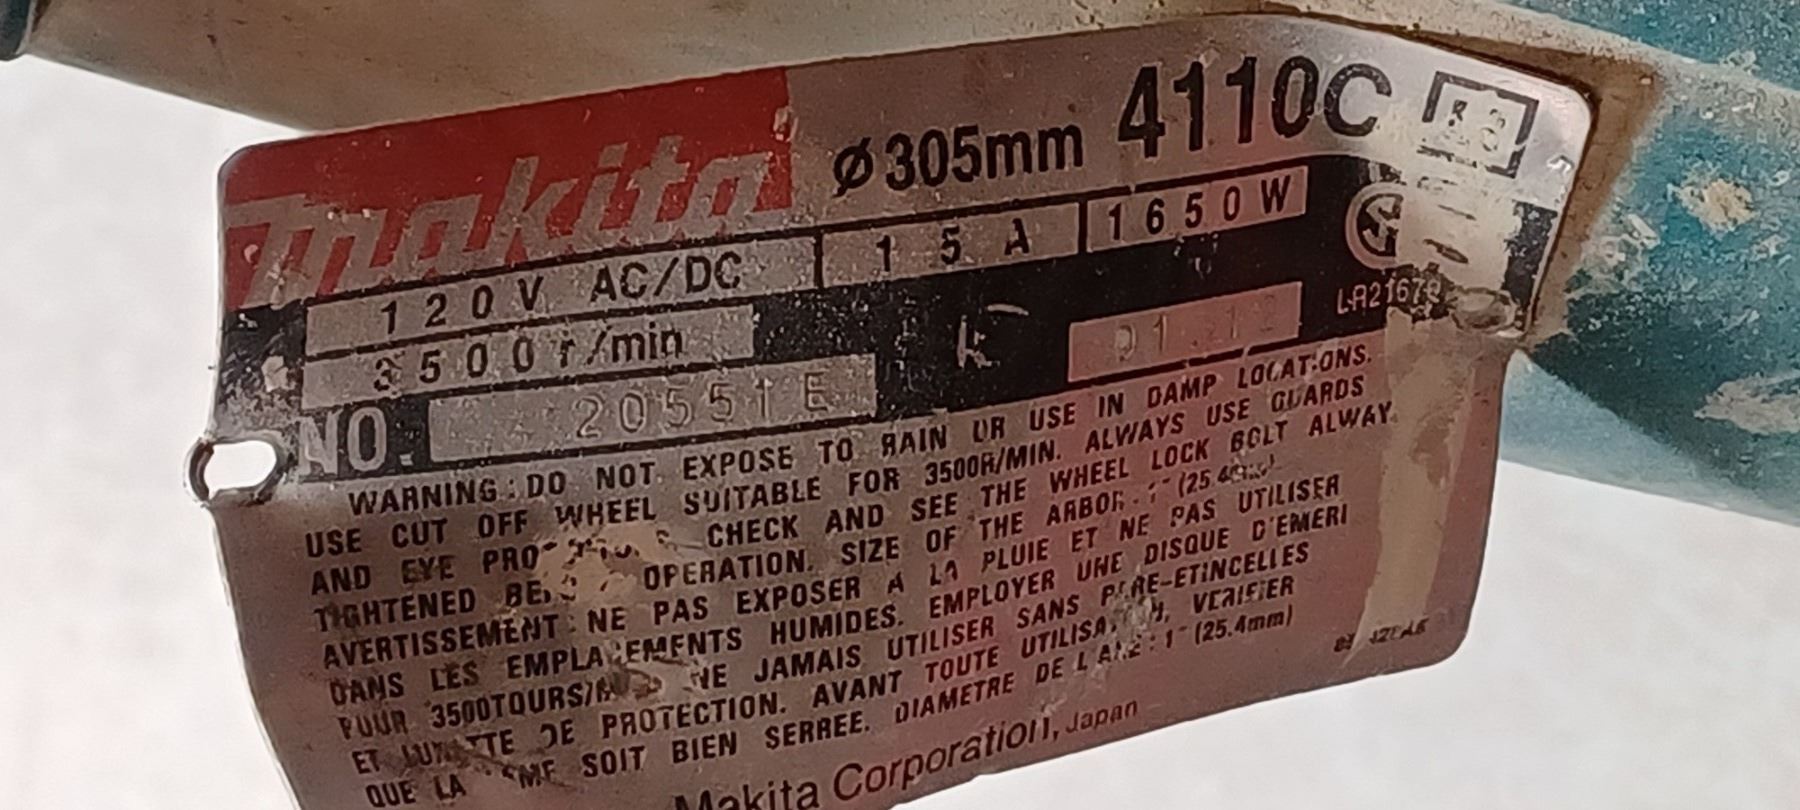 makita ø305mm 4110C
120V AC/DC 15A 1650W
3500r/min K LR21679
NO. 20551E
WARNING: DO NOT EXPOSE TO RAIN OR USE IN DAMP LOCATIONS.
USE CUT OFF WHEEL SUITABLE FOR 3500R/MIN. ALWAYS USE GUARDS
AND EYE CHECK AND SEE THE WHEEL LOCK BOLT ALWAY
TIGHTENED OPERATION. SIZE OF THE ARBOR. 1"
AVERTISSEMENT: NE PAS EXPOSER A LA PLUIE ET NE PAS UTILISER
DANS LES EMPLACEMENTS HUMIDES. EMPLOYER UNE DISQUE D'EMERI
POUR NE JAMAIS UTILISER SANS PARE-ETINCELLES
ET DE PROTECTION. AVANT TOUTE VERIFIER
QUE LA SOIT BIEN SERREE. DIAMETRE DE 1" (25.4mm)
Makita Corporation, Japan